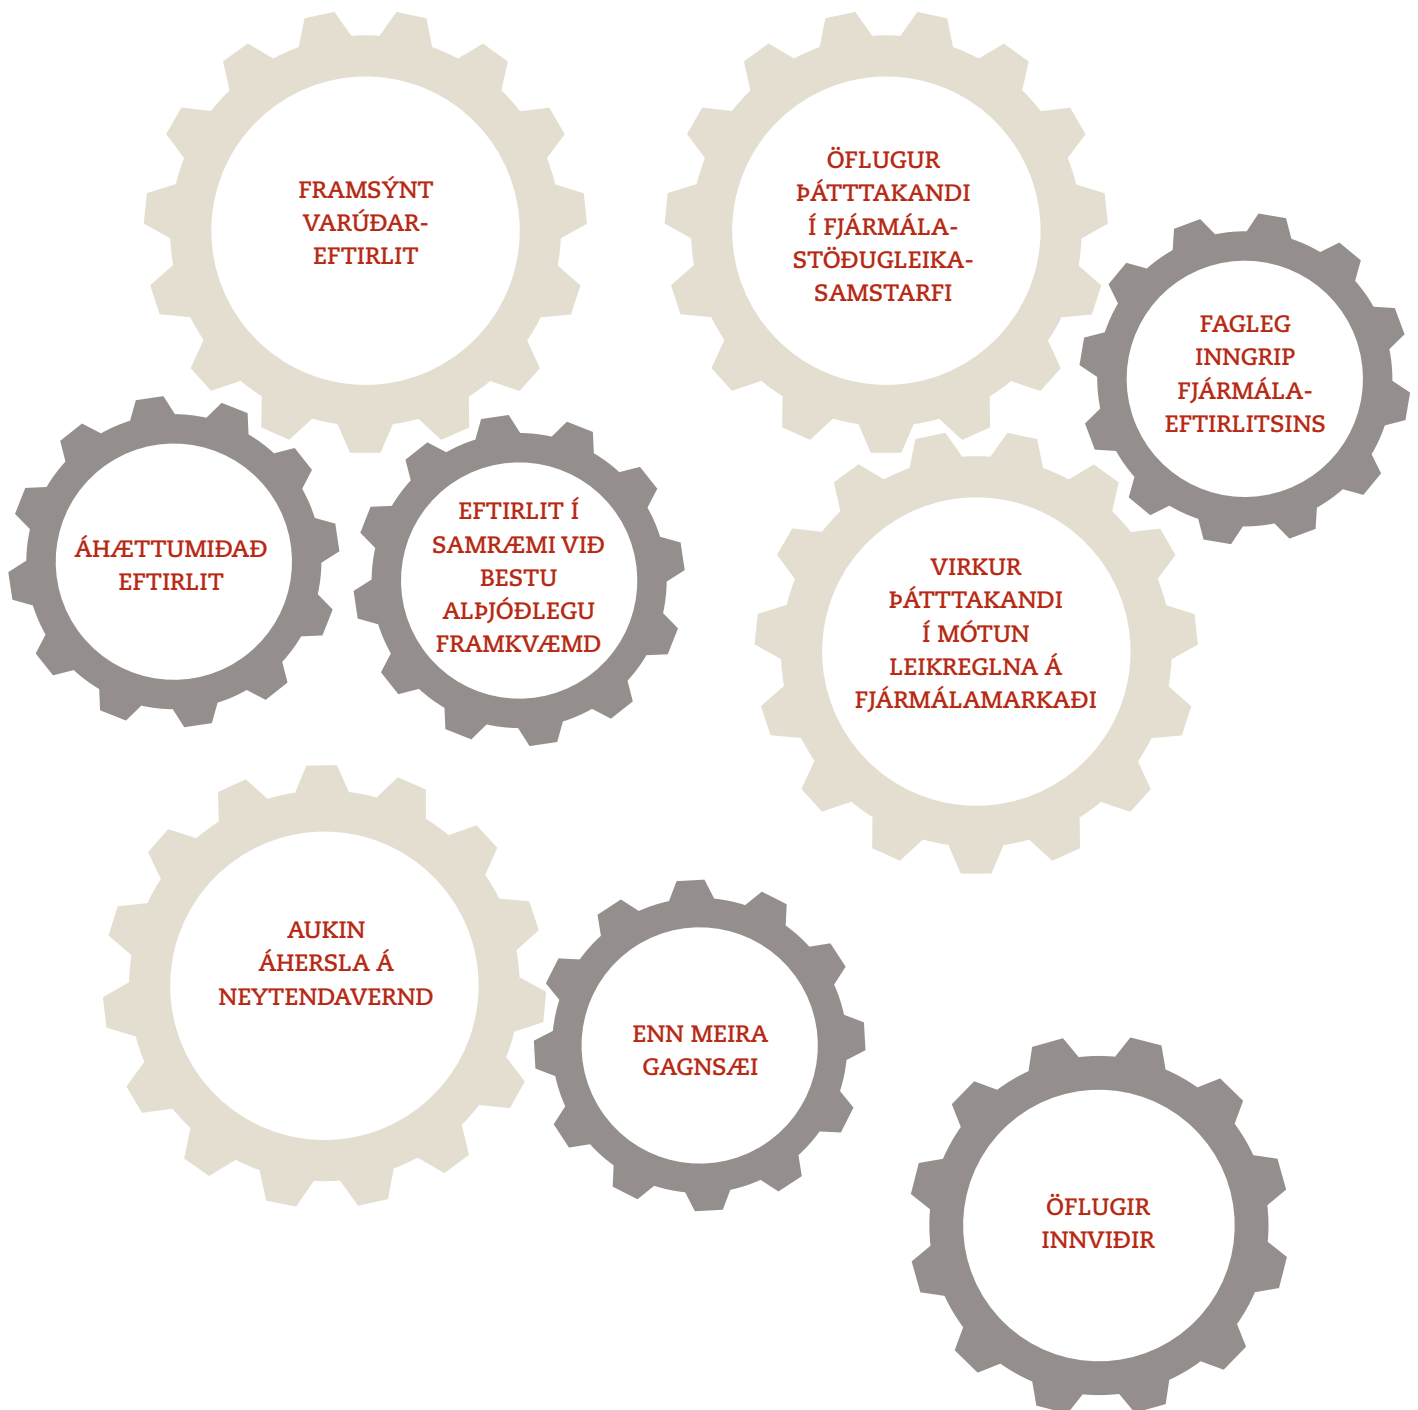 FRAMSÝNT
VARÚÐAR-
EFTIRLIT
ÖFLUGUR
ÞÁTTTAKANDI
Í FJÁRMÁLA-
STÖÐUGLEIKA-
SAMSTARFI
FAGLEG
INNGRIP
FJÁRMÁLA-
EFTIRLITSINS
ÁHÆTTUMIÐAÐ
EFTIRLIT
EFTIRLIT Í
SAMRÆMI VIÐ
BESTU
ALÞJÓÐLEGU
FRAMKVÆMD
VIRKUR
ÞÁTTTAKANDI
Í MÓTUN
LEIKREGLNA Á
FJÁRMÁLAMARKAÐI
AUKIN
ÁHERSLA Á
NEYTENDAVERND
ENN MEIRA
GAGNSÆI
ÖFLUGIR
INNVIÐIR